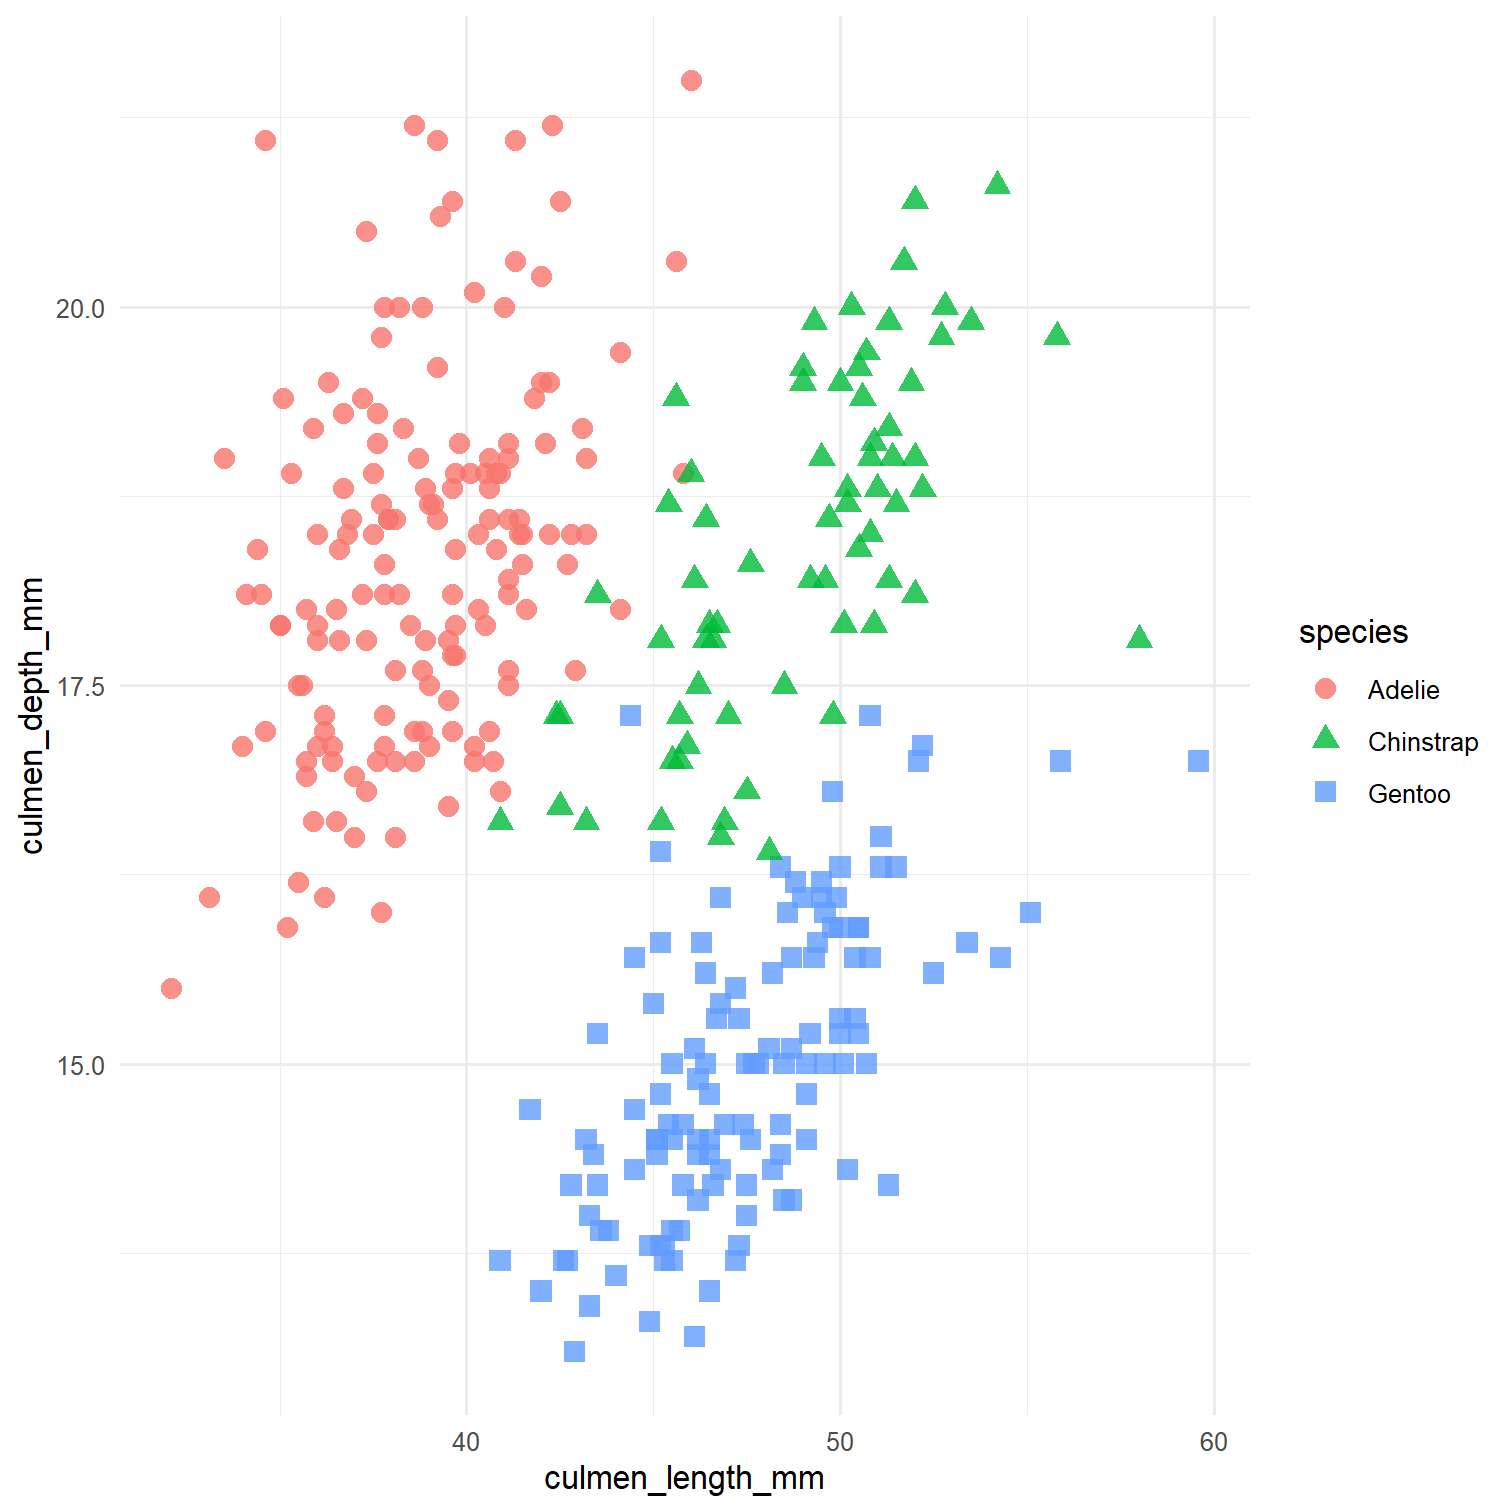 20.0
17.5
15.0
culmen_depth_mm
40
50
60
culmen_length_mm
species
Adelie
Chinstrap
Gentoo